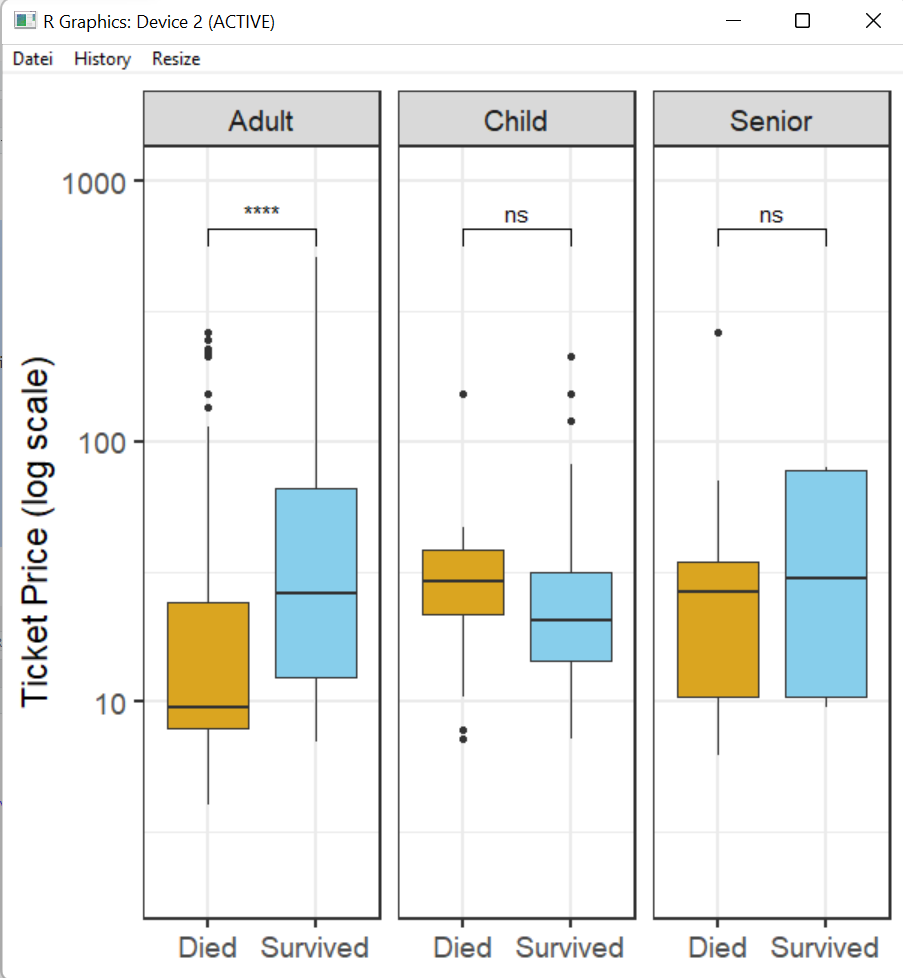 R Graphics: Device 2 (ACTIVE)
Datei History Resize
Adult Child Senior
1000
**** ns ns
100
10
Ticket Price (log scale)
Died Survived Died Survived Died Survived